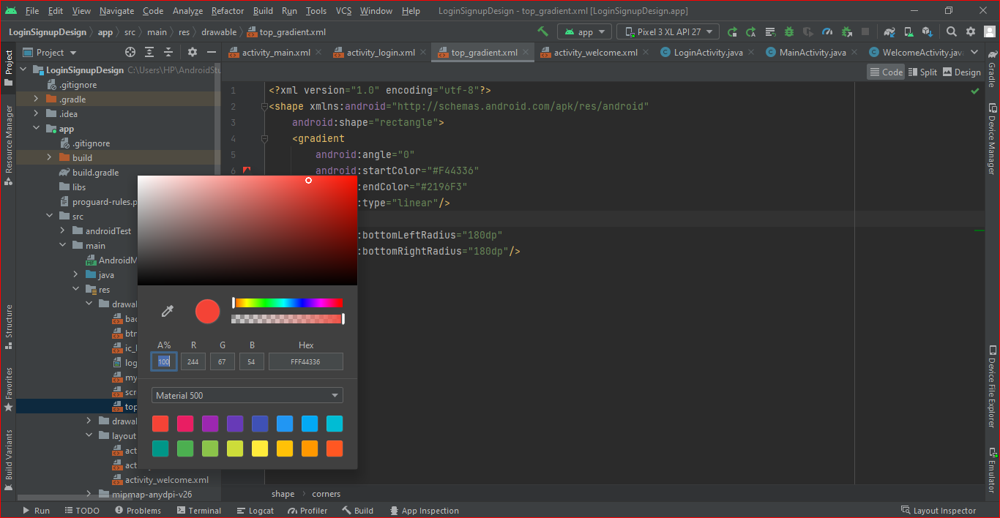 File Edit View Navigate Code Analyze Refactor Build Run Tools VCS Window Help LoginSignupDesign - top_gradient.xml [LoginSignupDesign.app]
LoginSignupDesign app src main res drawable top_gradient.xml app Pixel 3 XL API 27
Project
activity_main.xml activity_login.xml top_gradient.xml activity_welcome.xml LoginActivity.java MainActivity.java WelcomeActivity.jav
Code Split Design
LoginSignupDesign C:\Users\HP\AndroidStu
.gitignore
.gradle
.idea
app
.gitignore
build
build.gradle
libs
proguard-rules.p
src
androidTest
main
AndroidM
java
res
drawal
bac
btn
ic_l
log
my
scr
top
drawal
layout
act
act
activity_welcome.xml
mipmap-anydpi-v26
1 <?xml version="1.0" encoding="utf-8"?>
2 <shape xmlns:android="http://schemas.android.com/apk/res/android"
3 android:shape="rectangle">
4 <gradient
5 android:angle="0"
6 android:startColor="#F44336"
:endColor="#2196F3"
:type="linear"/>
:bottomLeftRadius="180dp"
:bottomRightRadius="180dp"/>
A% R G B Hex
100 244 67 54 FFF44336
Material 500
shape corners
Project
Resource Manager
Structure
Favorites
Build Variants
Gradle
Device Manager
Device File Explorer
Emulator
Run TODO Problems Terminal Logcat Profiler Build App Inspection Layout Inspector